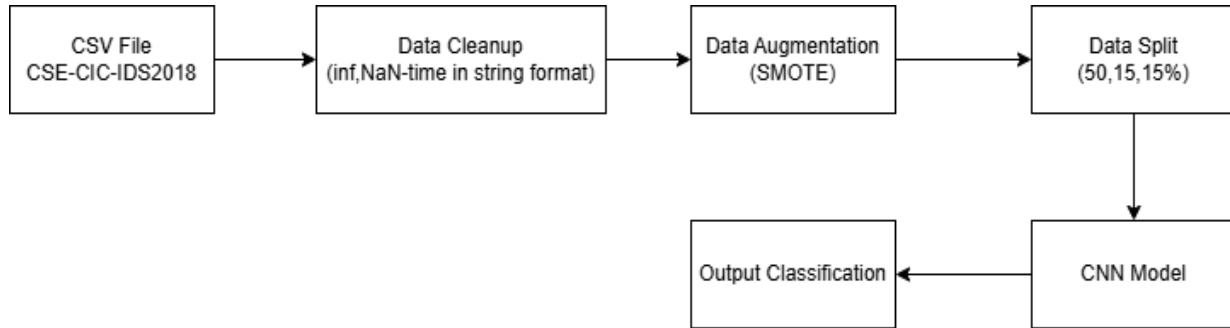 CSV File
CSE-CIC-IDS2018
Data Cleanup
(inf,NaN-time in string format)
Data Augmentation
(SMOTE)
Data Split
(50,15,15%)
CNN Model
Output Classification